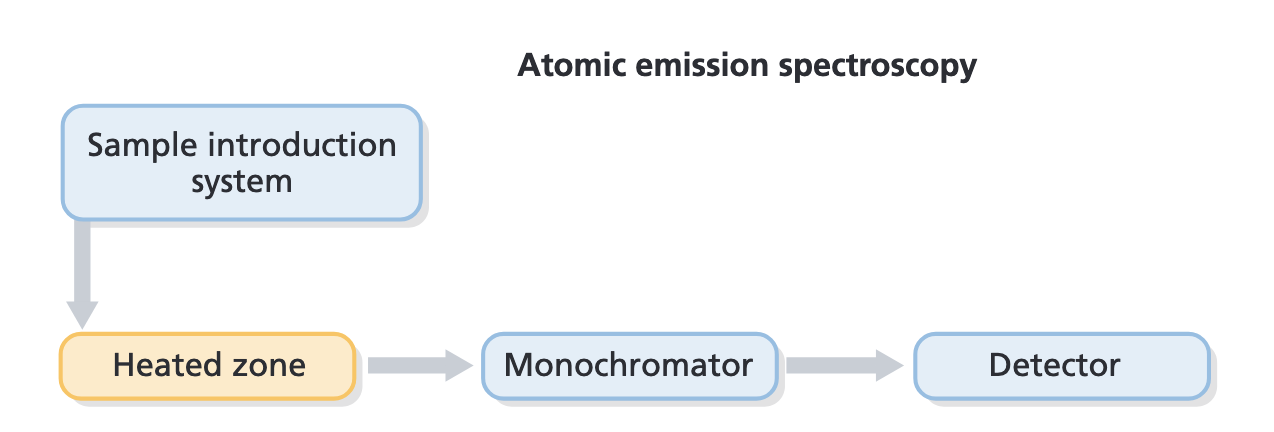 Atomic emission spectroscopy
Sample introduction
system
Heated zone
Monochromator
Detector